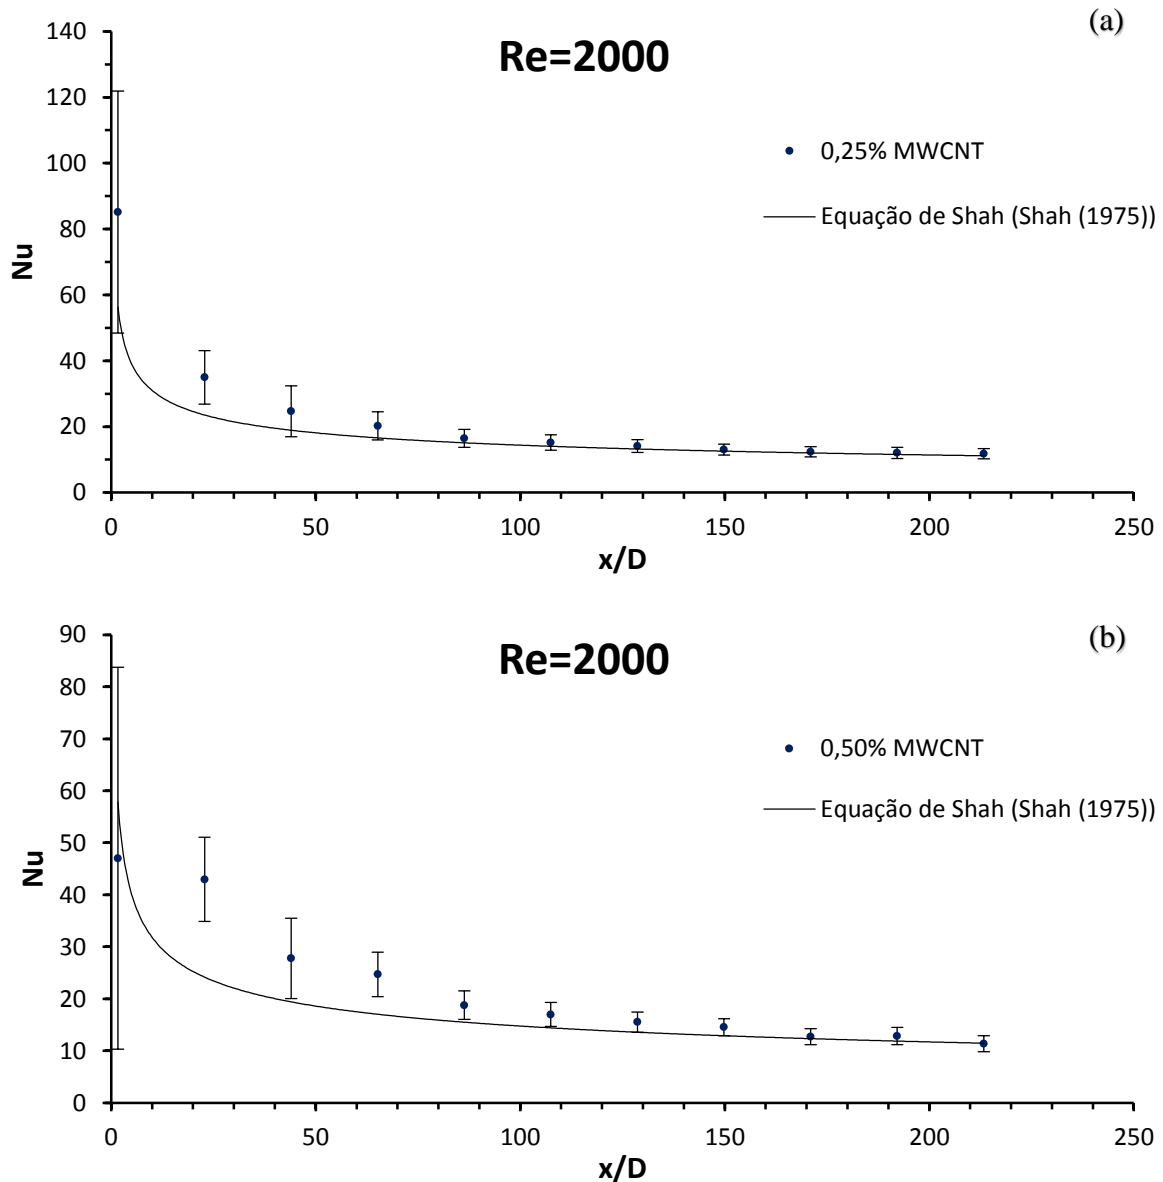 (a)
Re=2000
140
120
100
80
60
40
20
0
Nu
0,25% MWCNT
Equação de Shah (Shah (1975))
0 50 100 150 200 250
x/D
(b)
Re=2000
90
80
70
60
50
40
30
20
10
0
Nu
0,50% MWCNT
Equação de Shah (Shah (1975))
0 50 100 150 200 250
x/D